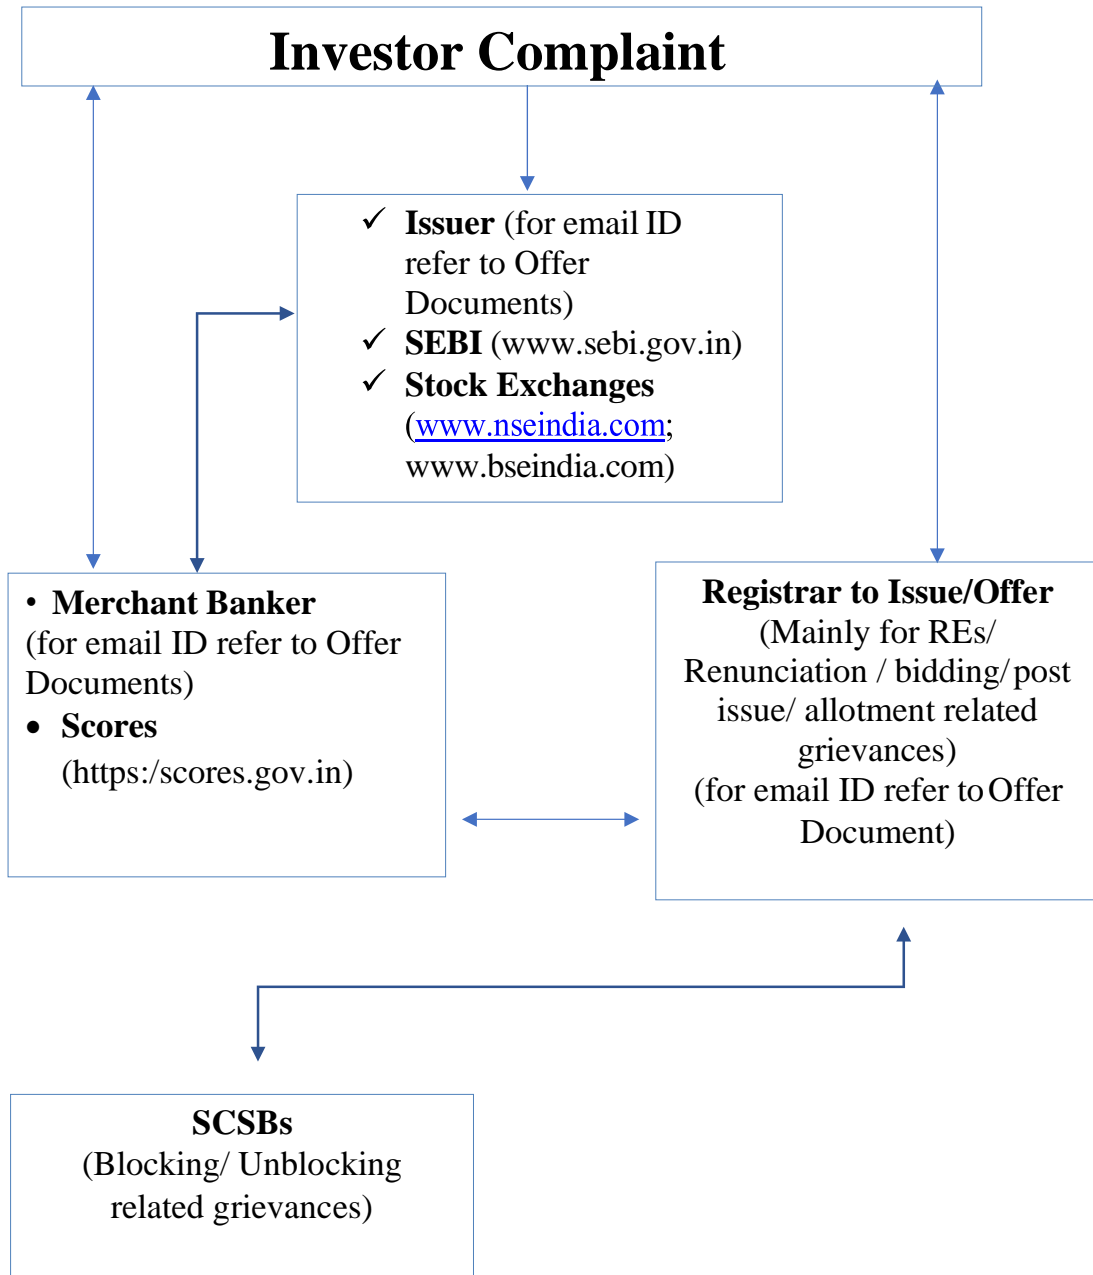 Investor Complaint
✓ Issuer (for email ID
refer to Offer
Documents)
✓ SEBI (www.sebi.gov.in)
✓ Stock Exchanges
(www.nseindia.com;
www.bseindia.com)
• Merchant Banker
(for email ID refer to Offer
Documents)
• Scores
(https:/scores.gov.in)
Registrar to Issue/Offer
(Mainly for REs/
Renunciation / bidding/ post
issue/ allotment related
grievances)
(for email ID refer to Offer
Document)
SCSBs
(Blocking/ Unblocking
related grievances)